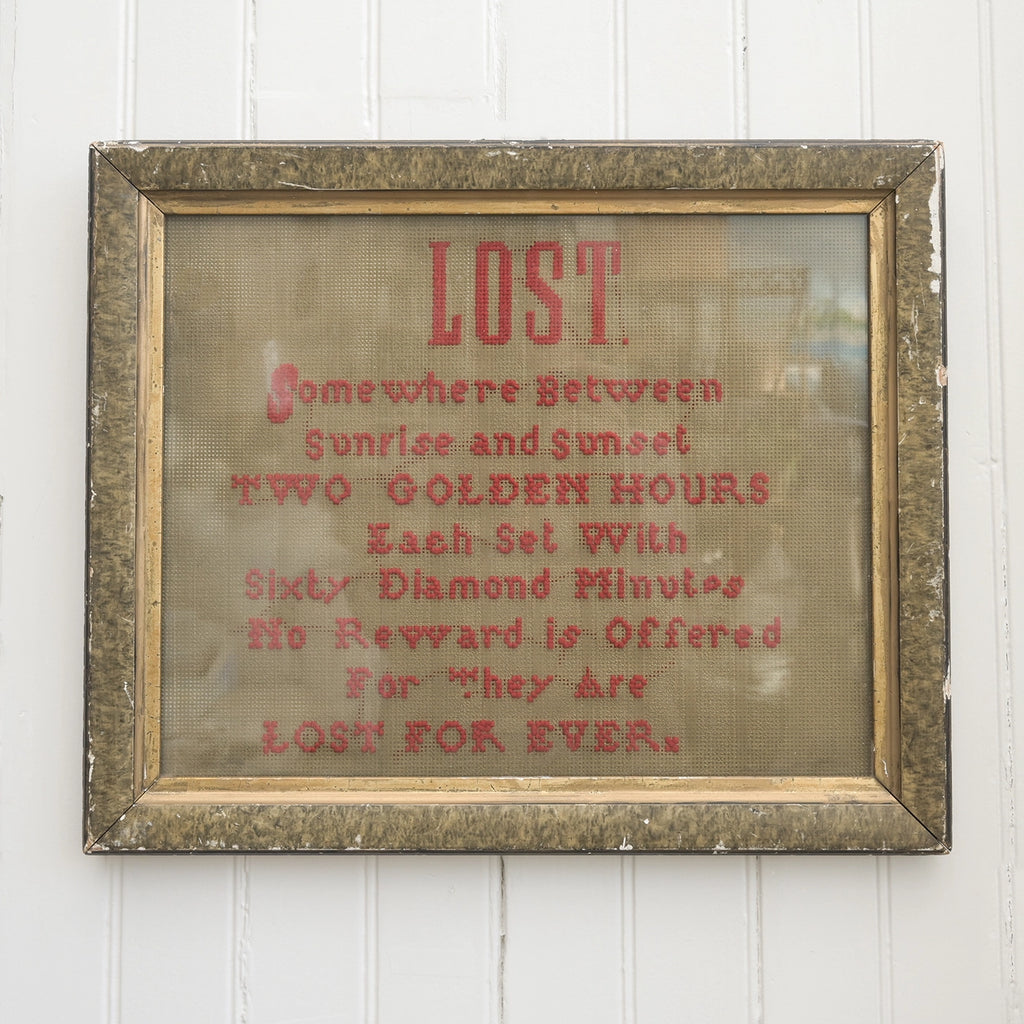 LOST.
Somewhere Between
Sunrise and Sunset
TWO GOLDEN HOURS
Each Set With
Sixty Diamond Minutes
No Reward is Offered
For They Are
LOST FOR EVER.